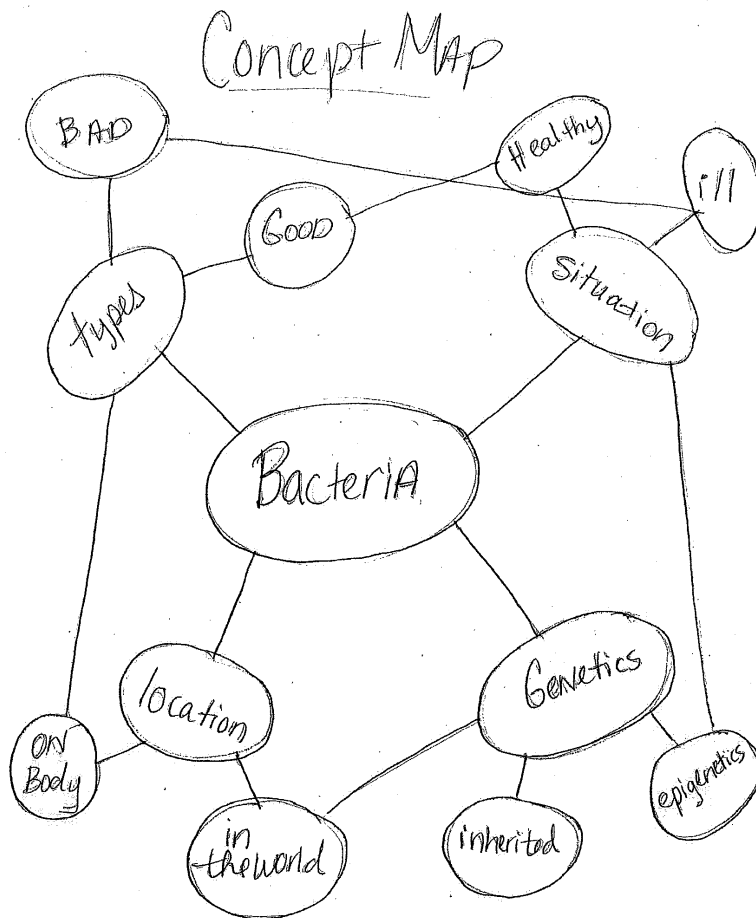 Concept Map
BAD
Healthy
ill
GOOD
types
Situation
BacteriA
location
Genetics
on
Body
in
the world
inherited
epigenetics